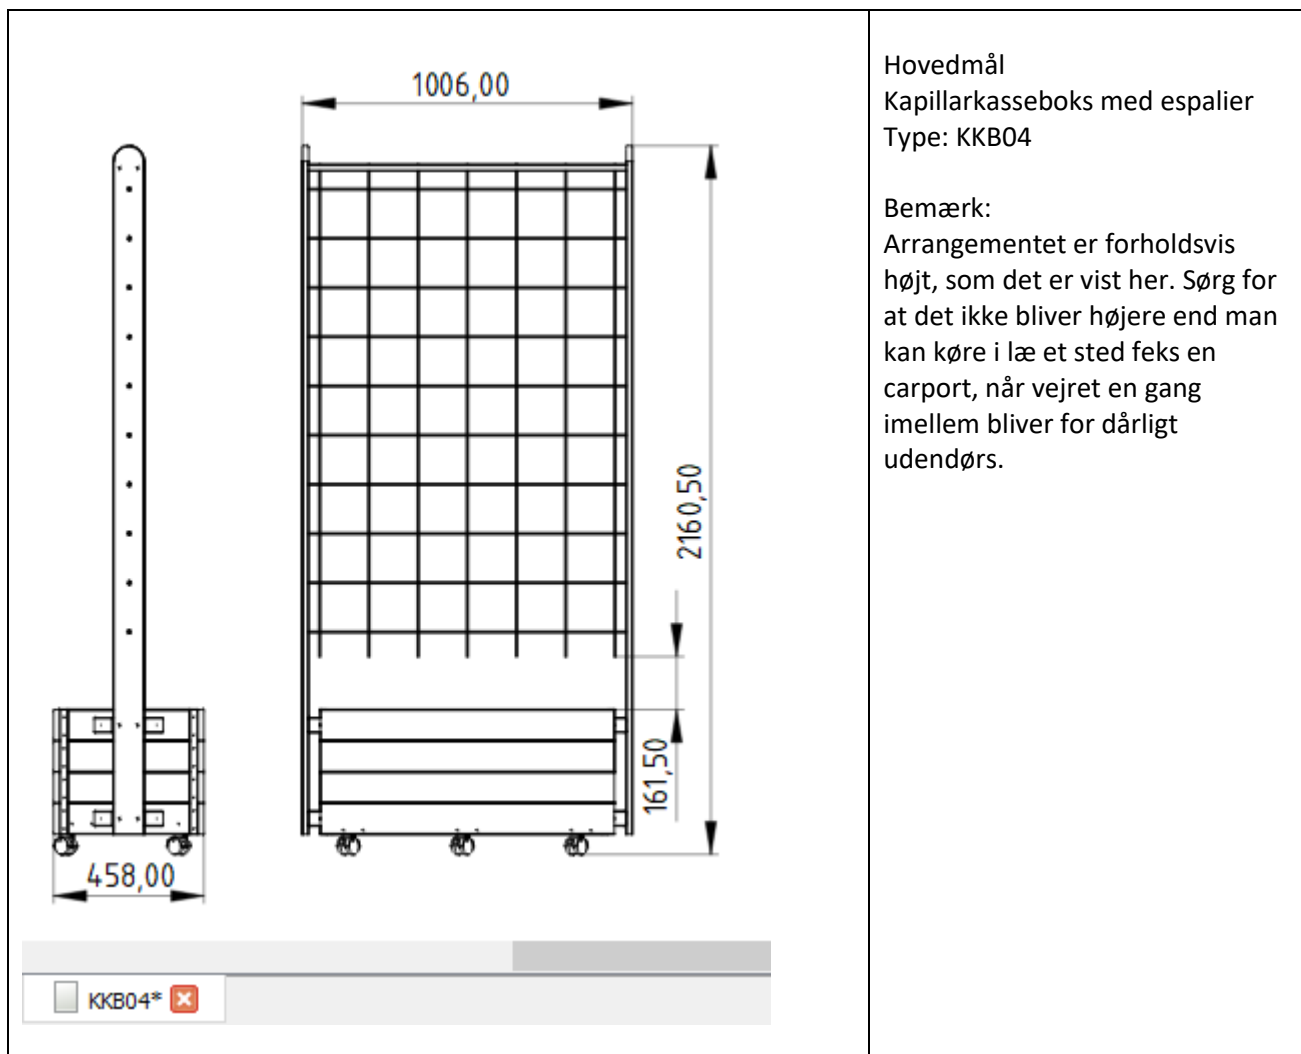 1006,00
2160,50
161,50
458,00
KKB04*
Hovedmål
Kapillarkasseboks med espalier
Type: KKB04
Bemærk:
Arrangementet er forholdsvis
højt, som det er vist her. Sørg for
at det ikke bliver højere end man
kan køre i læ et sted feks en
carport, når vejret en gang
imellem bliver for dårligt
udendørs.